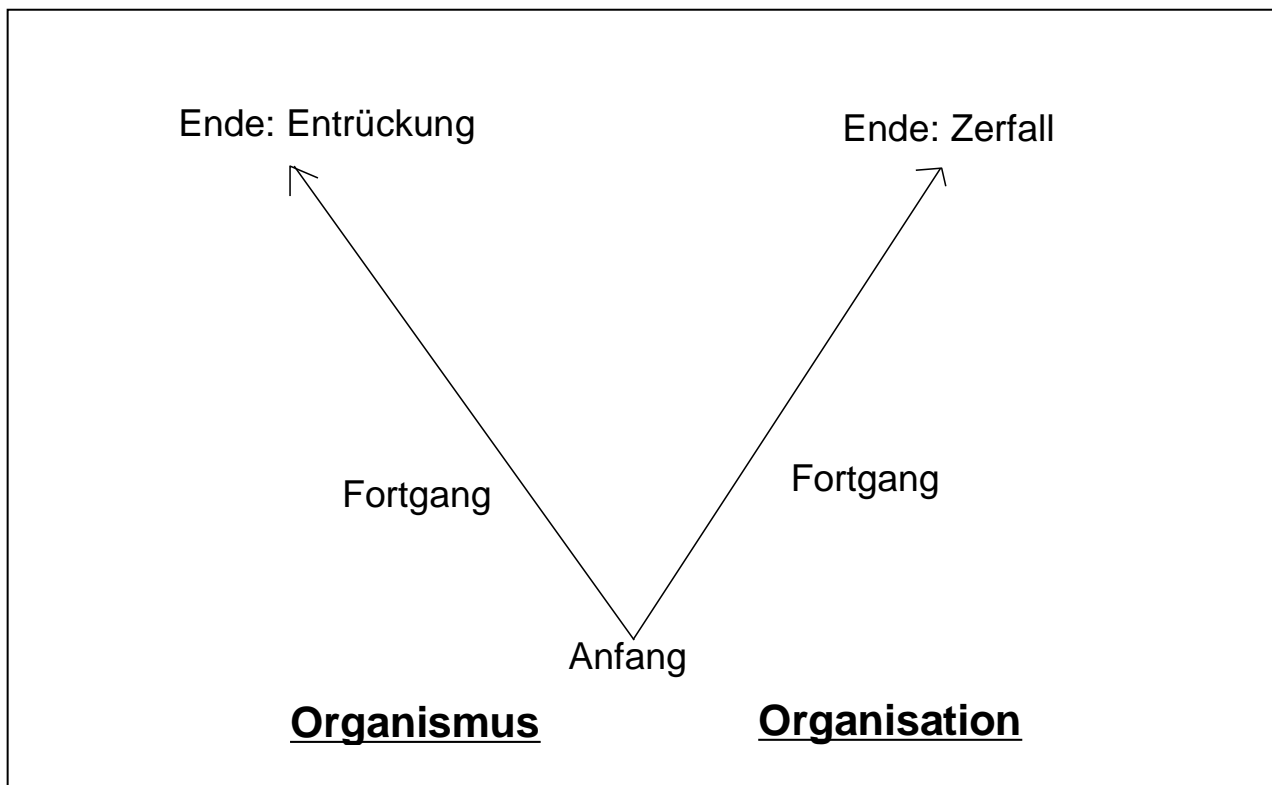 Ende: Entrückung
Ende: Zerfall
Fortgang
Fortgang
Anfang
Organismus
Organisation